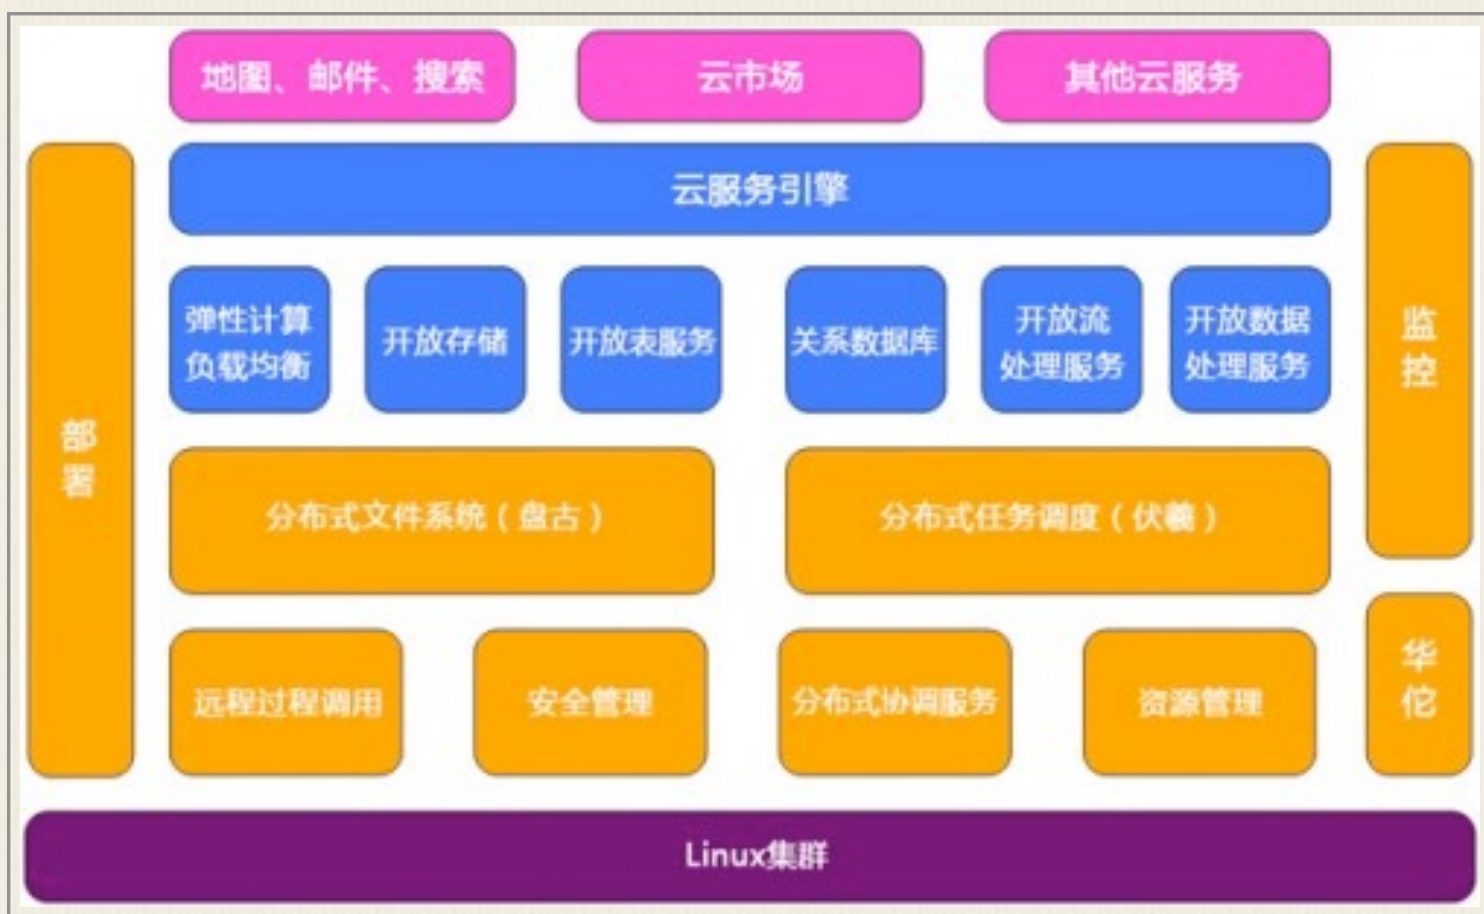 地图、邮件、搜索
云市场
其他云服务
云服务引擎
弹性计算
负载均衡
开放存储
开放表服务
关系数据库
开放流
处理服务
开放数据
处理服务
部
署
监
控
分布式文件系统（盘古）
分布式任务调度（伏羲）
远程过程调用
安全管理
分布式协调服务
资源管理
华
佗
Linux集群